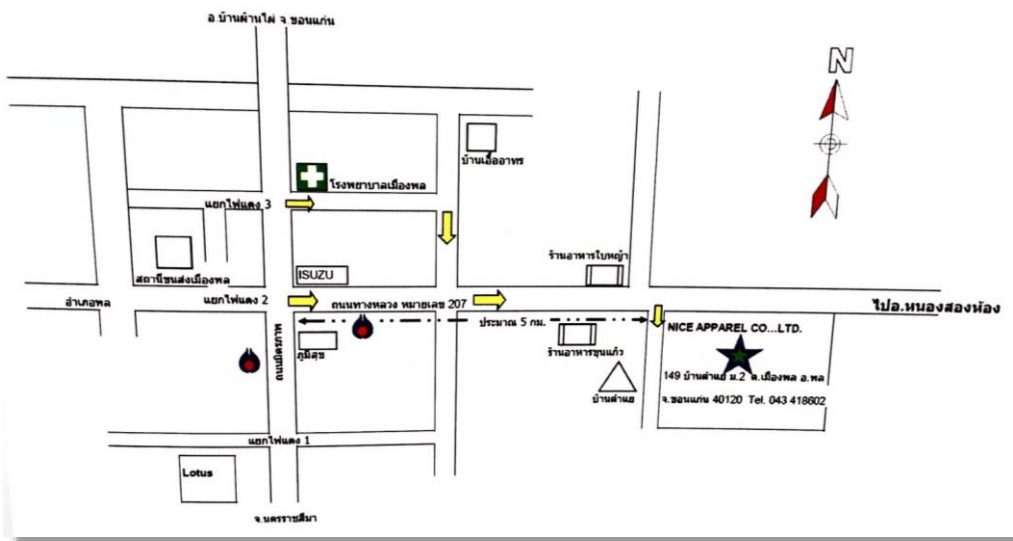 อ.บ้านผ้านไผ่ จ.ขอนแก่น
N
บ้านเอื้ออาทร
โรงพยาบาลเมืองพล
แยกไฟแดง 3
ร้านอาหารใบหญ้า
สถานีขนส่งเมืองพล
ISUZU
อำเภอพล
แยกไฟแดง 2
ถนนทางหลวง หมายเลข 207
ไปอ.หนองสองห้อง
ประมาณ 5 กม.
NICE APPAREL CO...LTD.
ถนนมิตรภาพ
ภูมิสุข
ร้านอาหารขุนแก้ว
149 บ้านตำแย ม.2 ต.เมืองพล อ.พล
บ้านตำแย
จ.ขอนแก่น 40120 Tel. 043 418602
แยกไฟแดง 1
Lotus
จ.นครราชสีมา